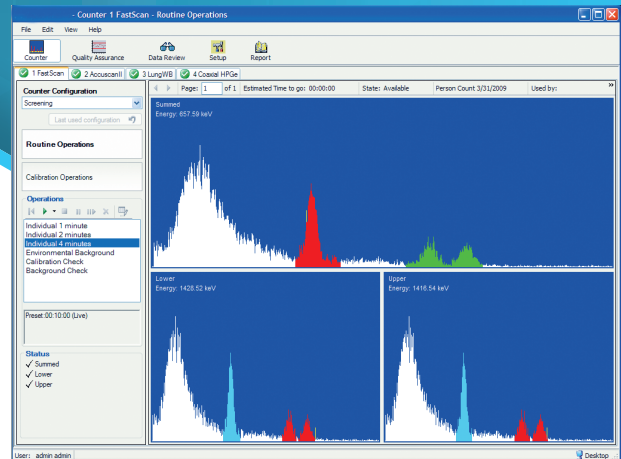 - Counter 1 FastScan - Routine Operations
File Edit View Help
Counter Quality Assurance Data Review Setup Report
1 FastScan 2 AccuscanII 3 LungWB 4 Coaxial HPGe
Counter Configuration
Screening
Last used configuration
Routine Operations
Calibration Operations
Operations
Individual 1 minute
Individual 2 minutes
Individual 4 minutes
Environmental Background
Calibration Check
Background Check
Preset:00:10:00 (Live)
Status
Summed
Lower
Upper
Page: 1 of 1 Estimated Time to go: 00:00:00 State: Available Person Count 3/31/2009 Used by: »
Summed
Energy: 657.59 keV
Lower
Energy: 1428.52 keV
Upper
Energy: 1416.54 keV
User: admin admin
Desktop